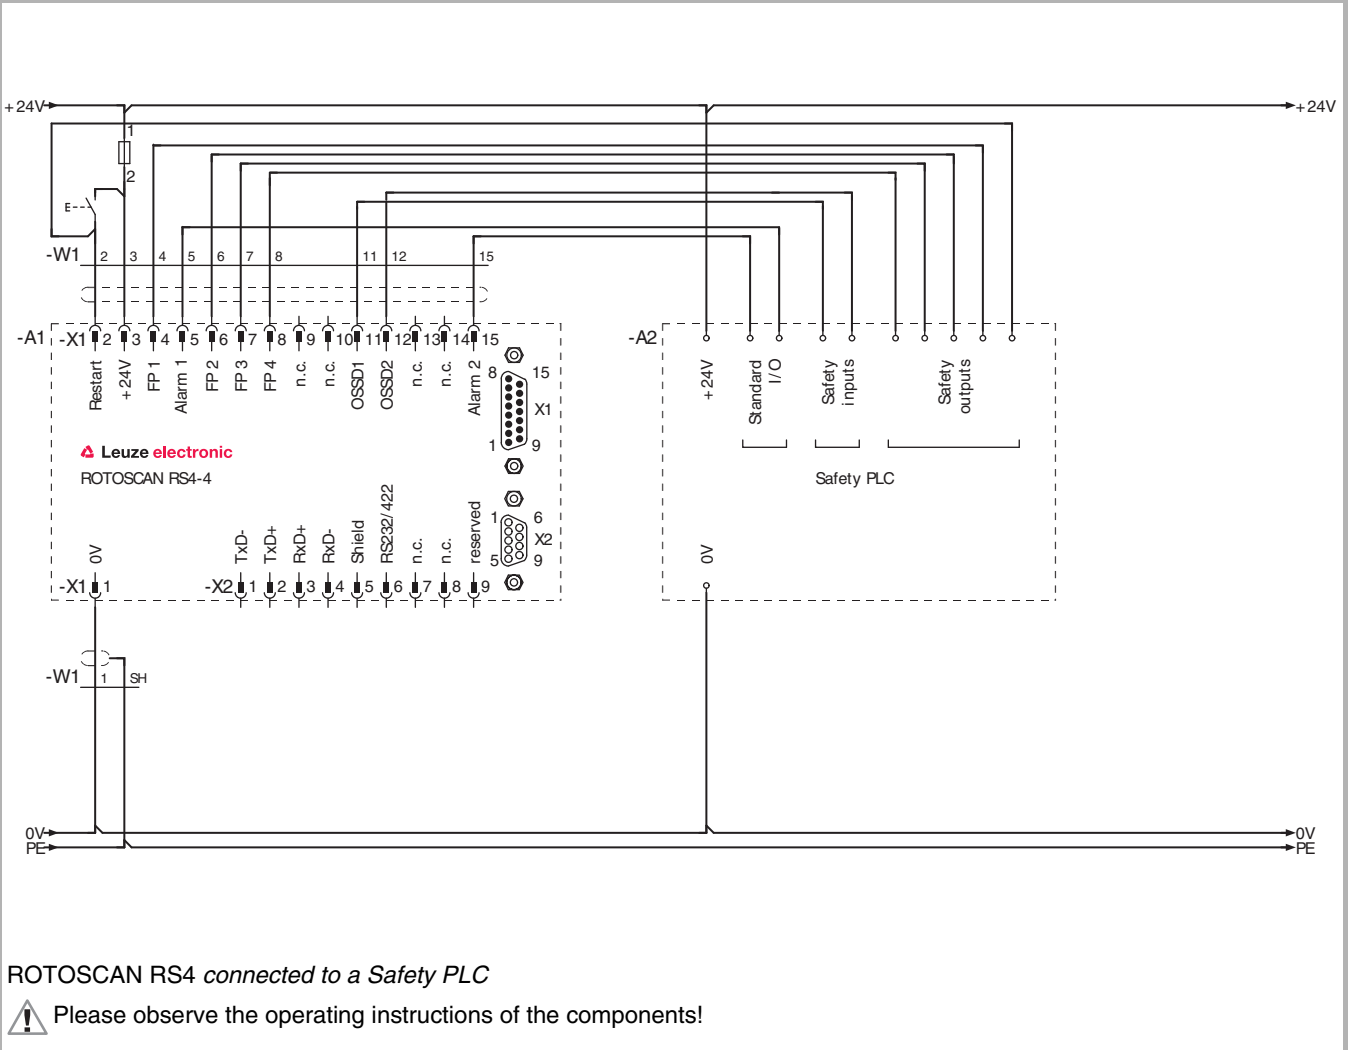 +24V +24V
1
2
E
-W1 2 3 4 5 6 7 8 11 12 15
-A1 -X1 2 3 4 5 6 7 8 9 10 11 12 13 14 15 -A2
Restart +24V FP 1 Alarm 1 FP 2 FP 3 FP 4 n.c. n.c. OSSD1 OSSD2 n.c. n.c. Alarm 2
8 15
X1
1 9
+24V Standard I/O Safety inputs Safety outputs
Leuze electronic
ROTOSCAN RS4-4 Safety PLC
0V TxD- TxD+ RxD+ RxD- Shield RS232/422 n.c. n.c. reserved
1 6
X2
5 9
0V
-X1 1 -X2 1 2 3 4 5 6 7 8 9
-W1 1 SH
0V 0V
PE PE
ROTOSCAN RS4 connected to a Safety PLC
Please observe the operating instructions of the components!